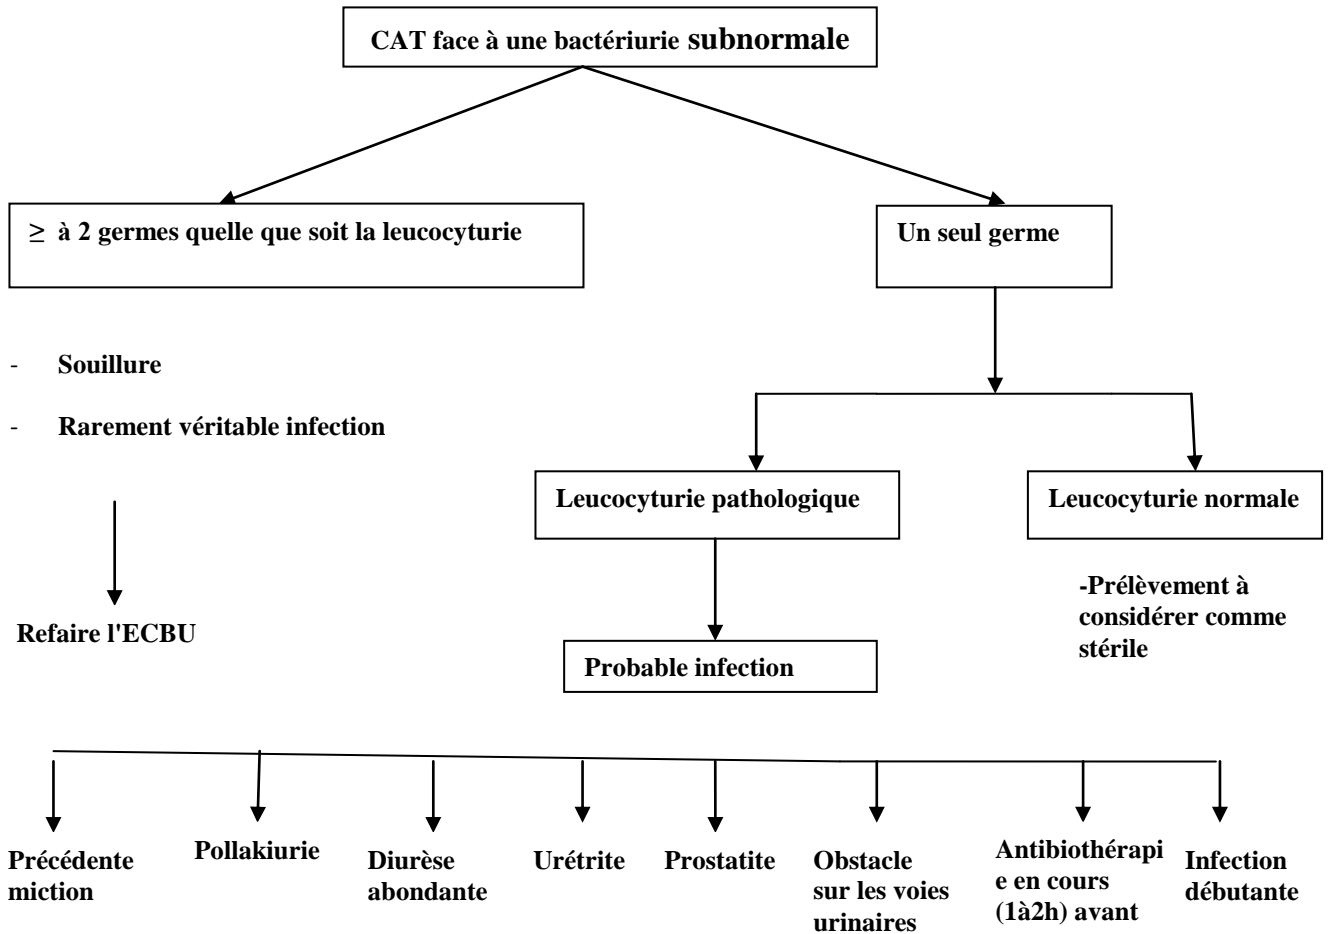 CAT face à une bactériurie subnormale
≥ à 2 germes quelle que soit la leucocyturie
Un seul germe
- Souillure
- Rarement véritable infection
Refaire l'ECBU
Leucocyturie pathologique
Leucocyturie normale
-Prélèvement à
considérer comme
stérile
Probable infection
Précédente
miction
Pollakiurie
Diurèse
abondante
Urétrite
Prostatite
Obstacle
sur les voies
urinaires
Antibiothérapi
e en cours
(1à2h) avant
Infection
débutante